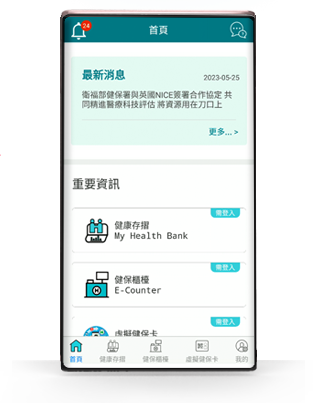 24
首頁
最新消息
2023-05-25
衛福部健保署與英國NICE簽署合作協定 共
同精進醫療科技評估 將資源用在刀口上
更多... >
重要資訊
需登入
健康存摺
My Health Bank
需登入
健保櫃檯
E-Counter
需登入
虛擬健保卡
首頁
健康存摺
健保櫃檯
虛擬健保卡
我的